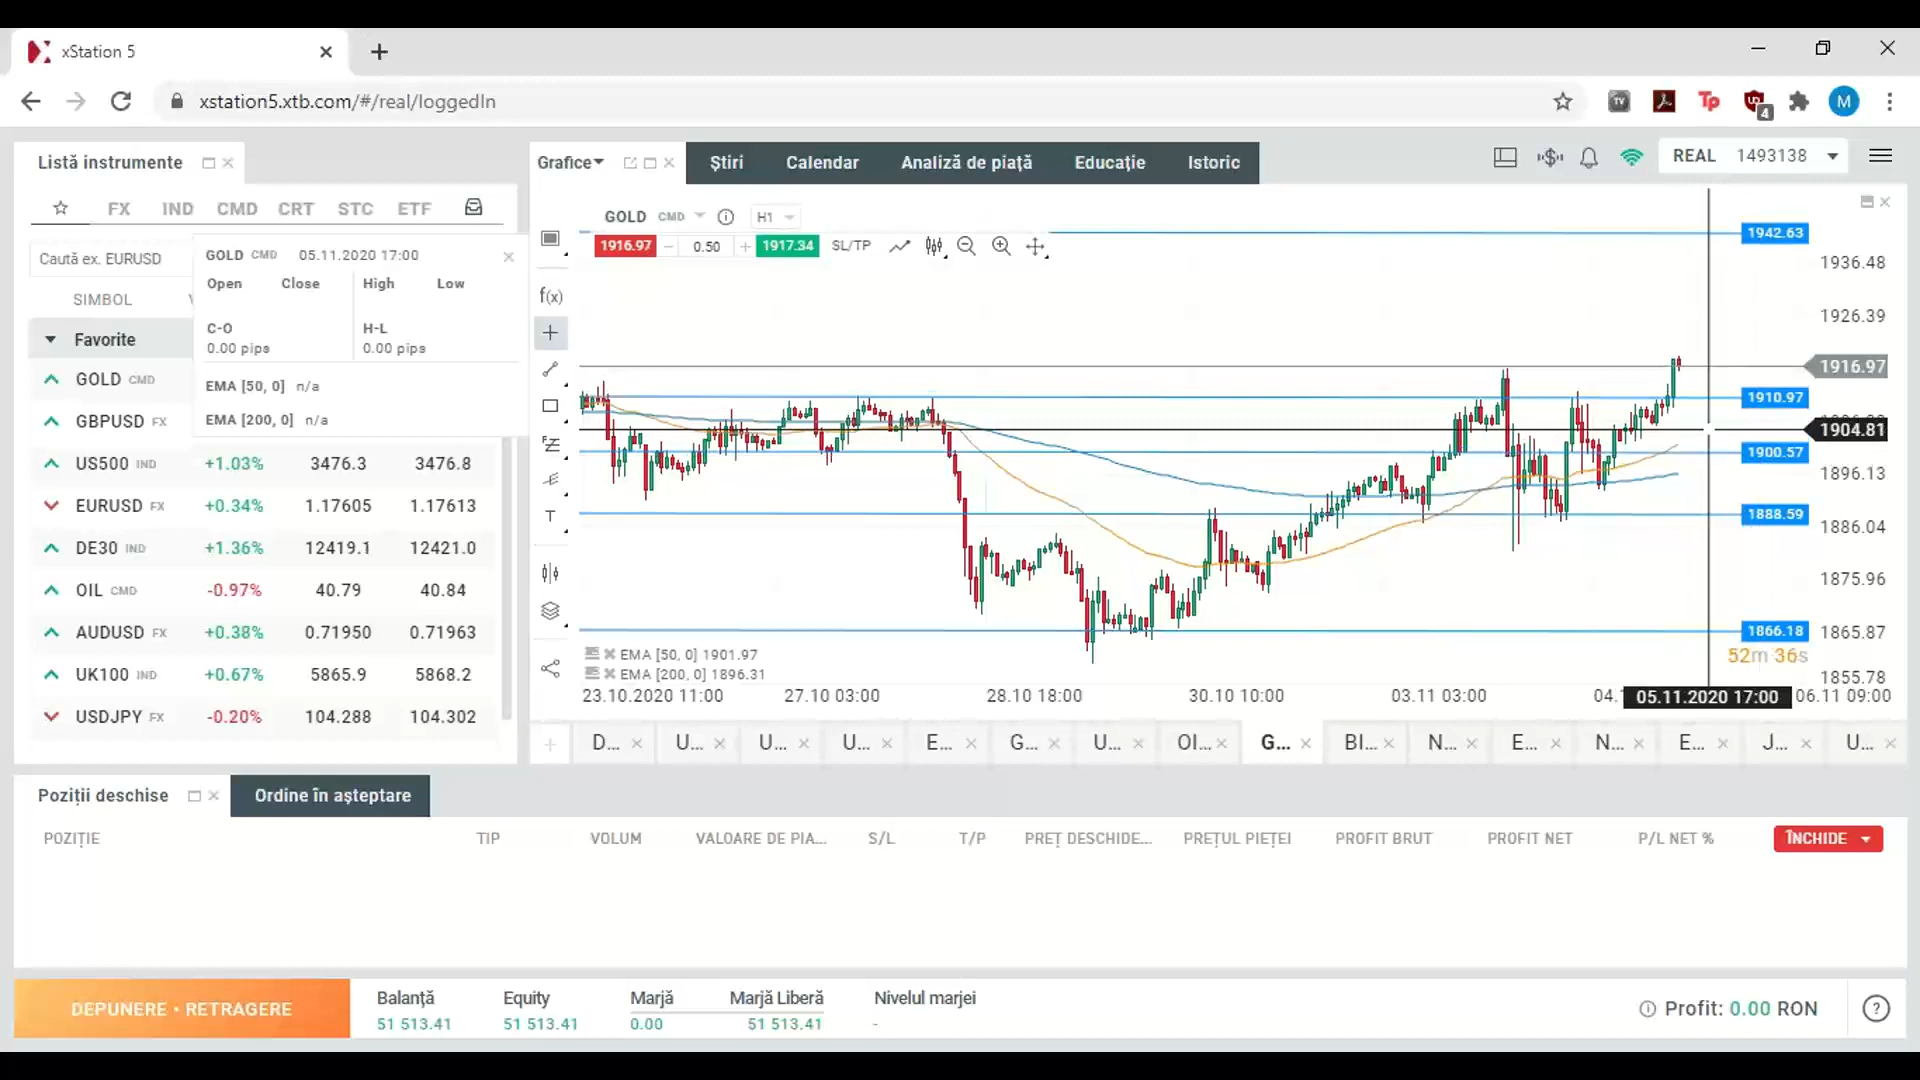 xStation 5
xstation5.xtb.com/#/real/loggedIn
4
M
Listă instrumente
Grafice
Știri
Calendar
Analiză de piață
Educație
Istoric
REAL 1493138
FX IND CMD CRT STC ETF
Caută ex. EURUSD
SIMBOL
Favorite
GOLD CMD
GBPUSD FX
US500 IND +1.03% 3476.3 3476.8
EURUSD FX +0.34% 1.17605 1.17613
DE30 IND +1.36% 12419.1 12421.0
OIL CMD -0.97% 40.79 40.84
AUDUSD FX +0.38% 0.71950 0.71963
UK100 IND +0.67% 5865.9 5868.2
USDJPY FX -0.20% 104.288 104.302
GOLD CMD 05.11.2020 17:00
Open Close High Low
C-O H-L
0.00 pips 0.00 pips
EMA [50, 0] n/a
EMA [200, 0] n/a
GOLD CMD H1
1916.97 0.50 1917.34 SL/TP
f(x)
T
1942.63
1936.48
1926.39
1916.97
1910.97
1904.81
1900.57
1896.13
1888.59
1886.04
1875.96
1866.18
1865.87
52m 36s
1855.78
EMA [50, 0] 1901.97
EMA [200, 0] 1896.31
23.10.2020 11:00 27.10 03:00 28.10 18:00 30.10 10:00 03.11 03:00 04. 05.11.2020 17:00 06.11 09:00
D... U... U... U... E... G... U... OI... G... BI... N... E... N... E... J... U...
Poziții deschise
Ordine în așteptare
POZIȚIE TIP VOLUM VALOARE DE PIA... S/L T/P PREȚ DESCHIDE... PREȚUL PIEȚEI PROFIT BRUT PROFIT NET P/L NET % ÎNCHIDE
DEPUNERE • RETRAGERE
Balanță Equity Marjă Marjă Liberă Nivelul marjei
51 513.41 51 513.41 0.00 51 513.41 -
Profit: 0.00 RON
?